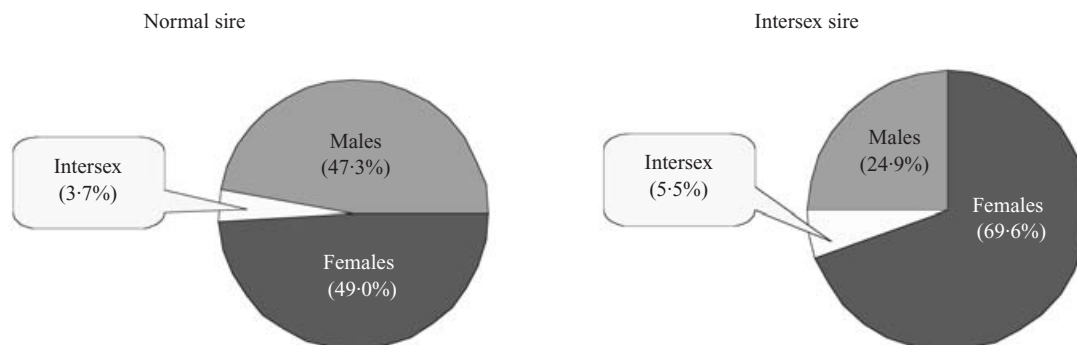 Normal sire
Intersex sire
Males
(47·3%)
Intersex
(3·7%)
Females
(49·0%)
Males
(24·9%)
Intersex
(5·5%)
Females
(69·6%)